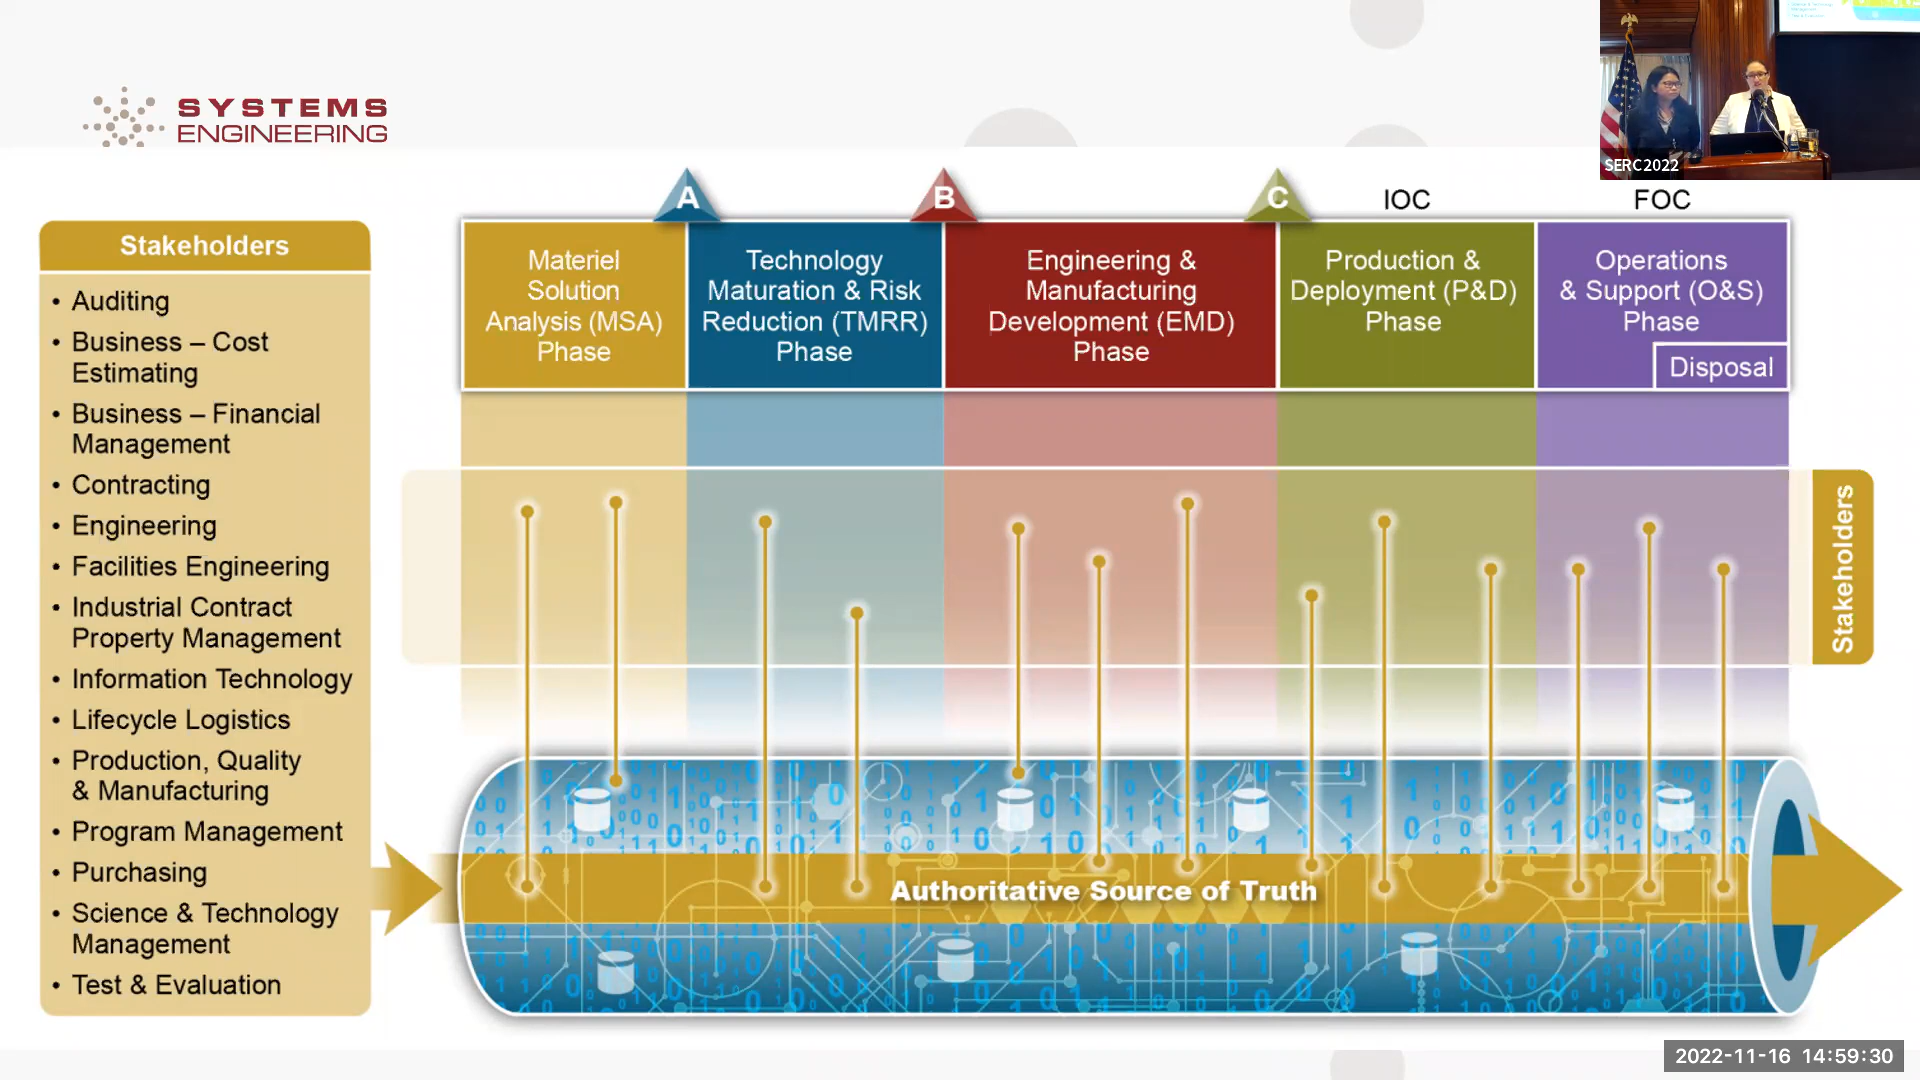 SYSTEMS
ENGINEERING
SERC2022
A
B
C
IOC
FOC
Stakeholders
• Auditing
• Business – Cost
Estimating
• Business – Financial
Management
• Contracting
• Engineering
• Facilities Engineering
• Industrial Contract
Property Management
• Information Technology
• Lifecycle Logistics
• Production, Quality
& Manufacturing
• Program Management
• Purchasing
• Science & Technology
Management
• Test & Evaluation
Materiel
Solution
Analysis (MSA)
Phase
Technology
Maturation & Risk
Reduction (TMRR)
Phase
Engineering &
Manufacturing
Development (EMD)
Phase
Production &
Deployment (P&D)
Phase
Operations
& Support (O&S)
Phase
Disposal
Stakeholders
Authoritative Source of Truth
2022-11-16 14:59:30